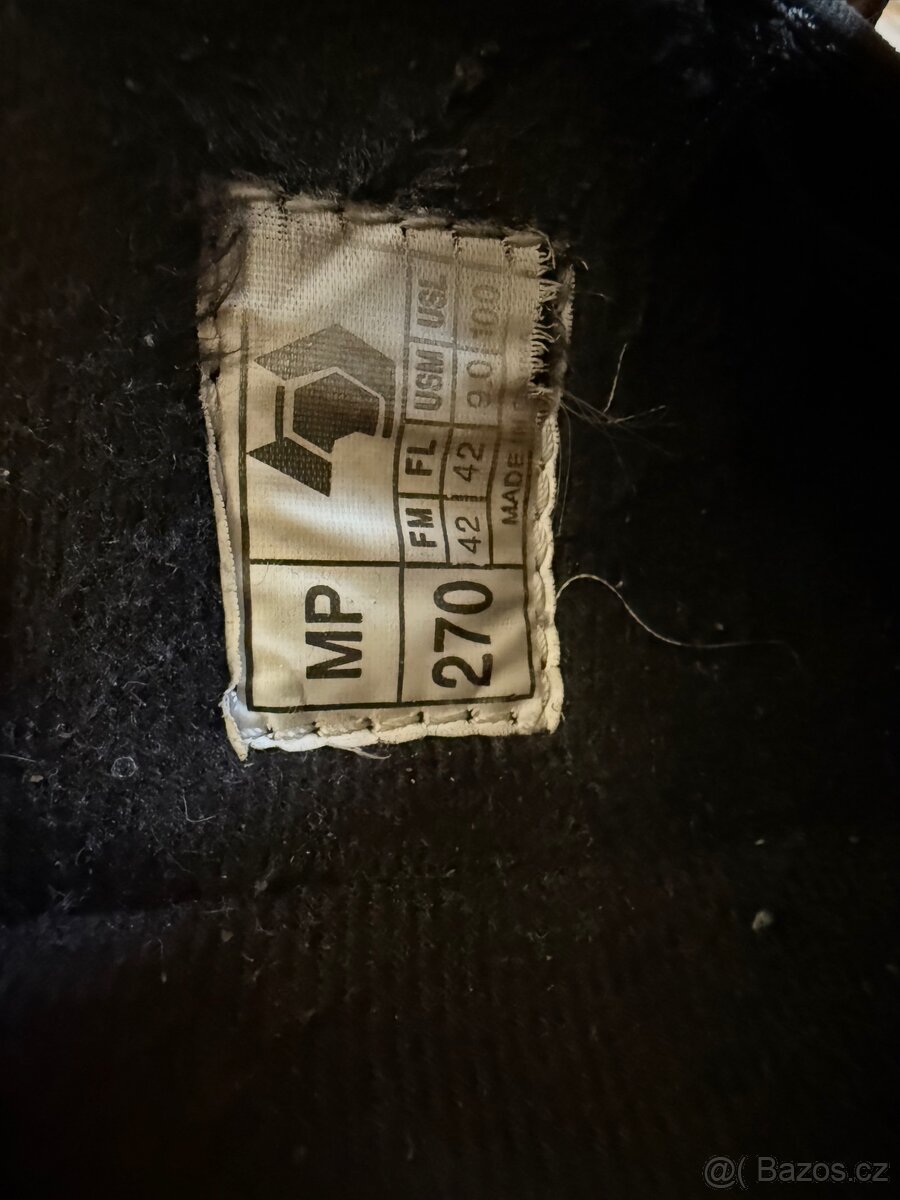 MP
FM FL USM USL
270
42 42 9.0 10.0
MADE
@( Bazos.cz